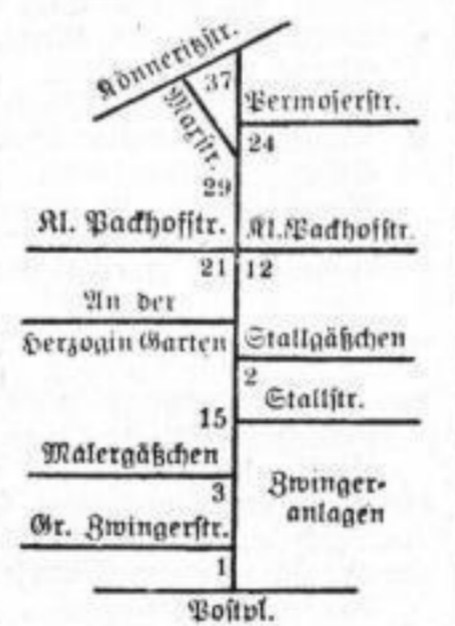 Könneritzstr.
37
Maxstr.
Permoserstr.
24
29
Kl. Packhofstr.
Kl. Packhofstr.
21
12
An der
Herzogin Garten
Stallgäßchen
2
Stallstr.
15
Malergäßchen
3
Zwinger-
anlagen
Gr. Zwingerstr.
1
Postpl.